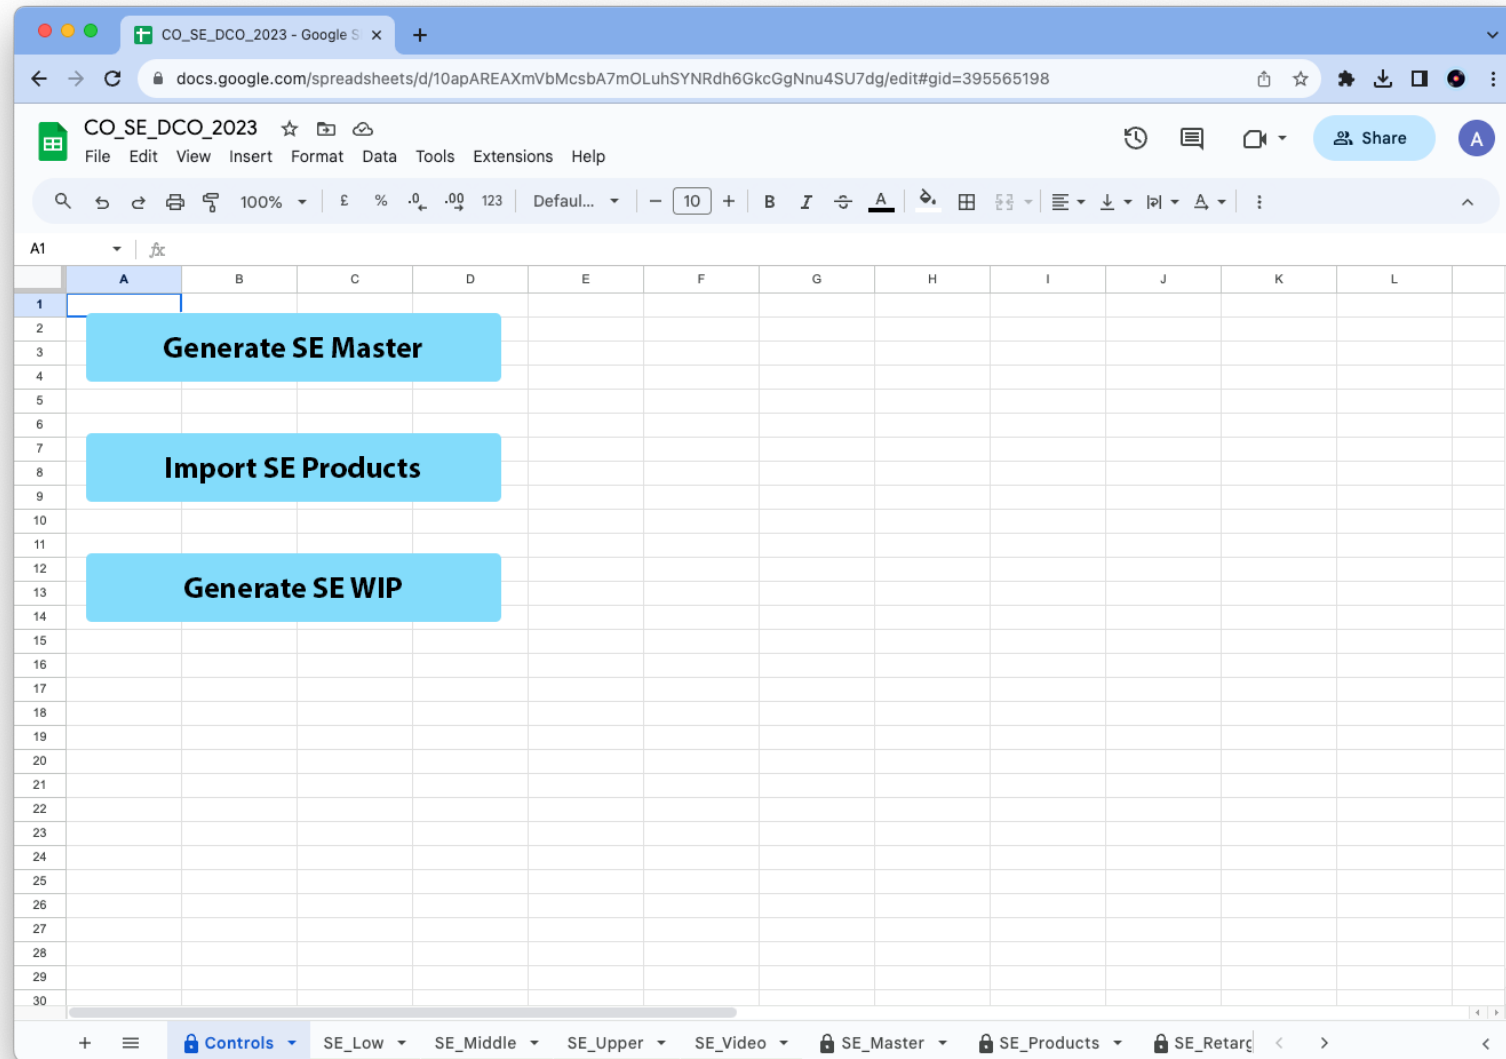 CO_SE_DCO_2023 - Google S
docs.google.com/spreadsheets/d/10apAREAXmVbMcsbA7mOLuhSYNRdh6GkcGgNnu4SU7dg/edit#gid=395565198
CO_SE_DCO_2023
File Edit View Insert Format Data Tools Extensions Help
Share
A
100% £ % .0 .00 123 Defaul... 10 B I S A
A1 fx
A B C D E F G H I J K L
1
2
Generate SE Master
3
4
5
6
7
Import SE Products
8
9
10
11
12
Generate SE WIP
13
14
15
16
17
18
19
20
21
22
23
24
25
26
27
28
29
30
Controls SE_Low SE_Middle SE_Upper SE_Video SE_Master SE_Products SE_Retarg